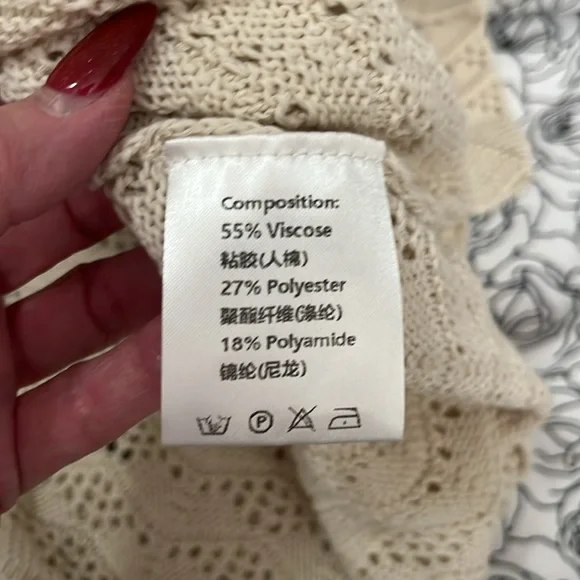 Composition:
55% Viscose
粘胶(人棉)
27% Polyester
聚酯纤维(涤纶)
18% Polyamide
锦纶(尼龙)
P